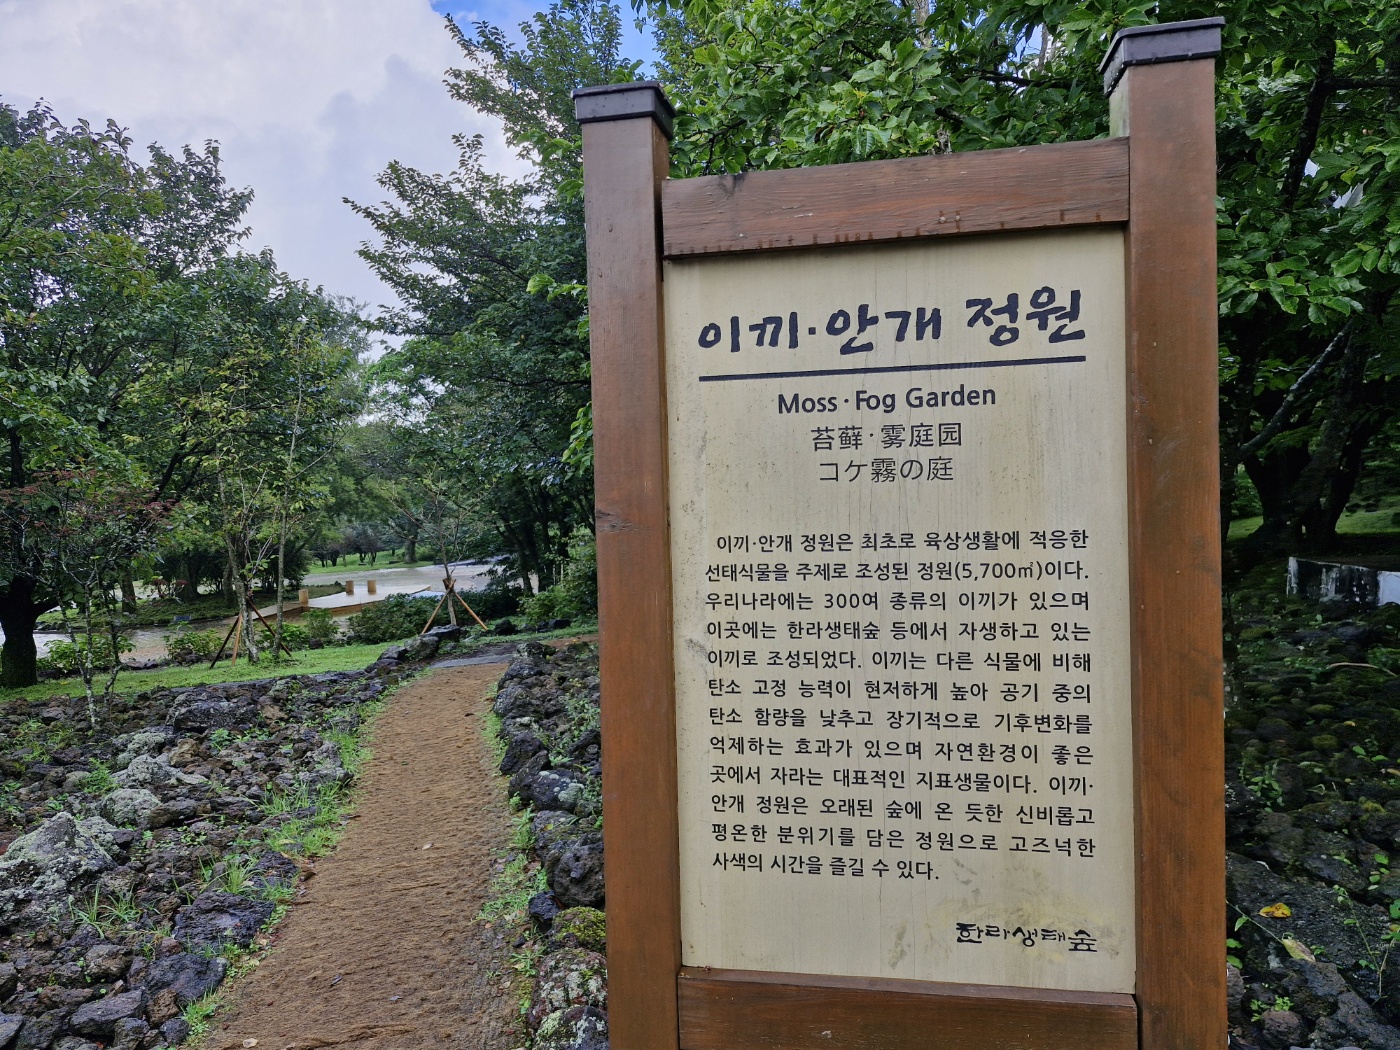 이끼·안개 정원
Moss·Fog Garden
苔藓·雾庭园
コケ霧の庭
이끼·안개 정원은 최초로 육상생활에 적응한
선태식물을 주제로 조성된 정원(5,700㎡)이다.
우리나라에는 300여 종류의 이끼가 있으며
이곳에는 한라생태숲 등에서 자생하고 있는
이끼로 조성되었다. 이끼는 다른 식물에 비해
탄소 고정 능력이 현저하게 높아 공기 중의
탄소 함량을 낮추고 장기적으로 기후변화를
억제하는 효과가 있으며 자연환경이 좋은
곳에서 자라는 대표적인 지표생물이다. 이끼·
안개 정원은 오래된 숲에 온 듯한 신비롭고
평온한 분위기를 담은 정원으로 고즈넉한
사색의 시간을 즐길 수 있다.
한라생태숲